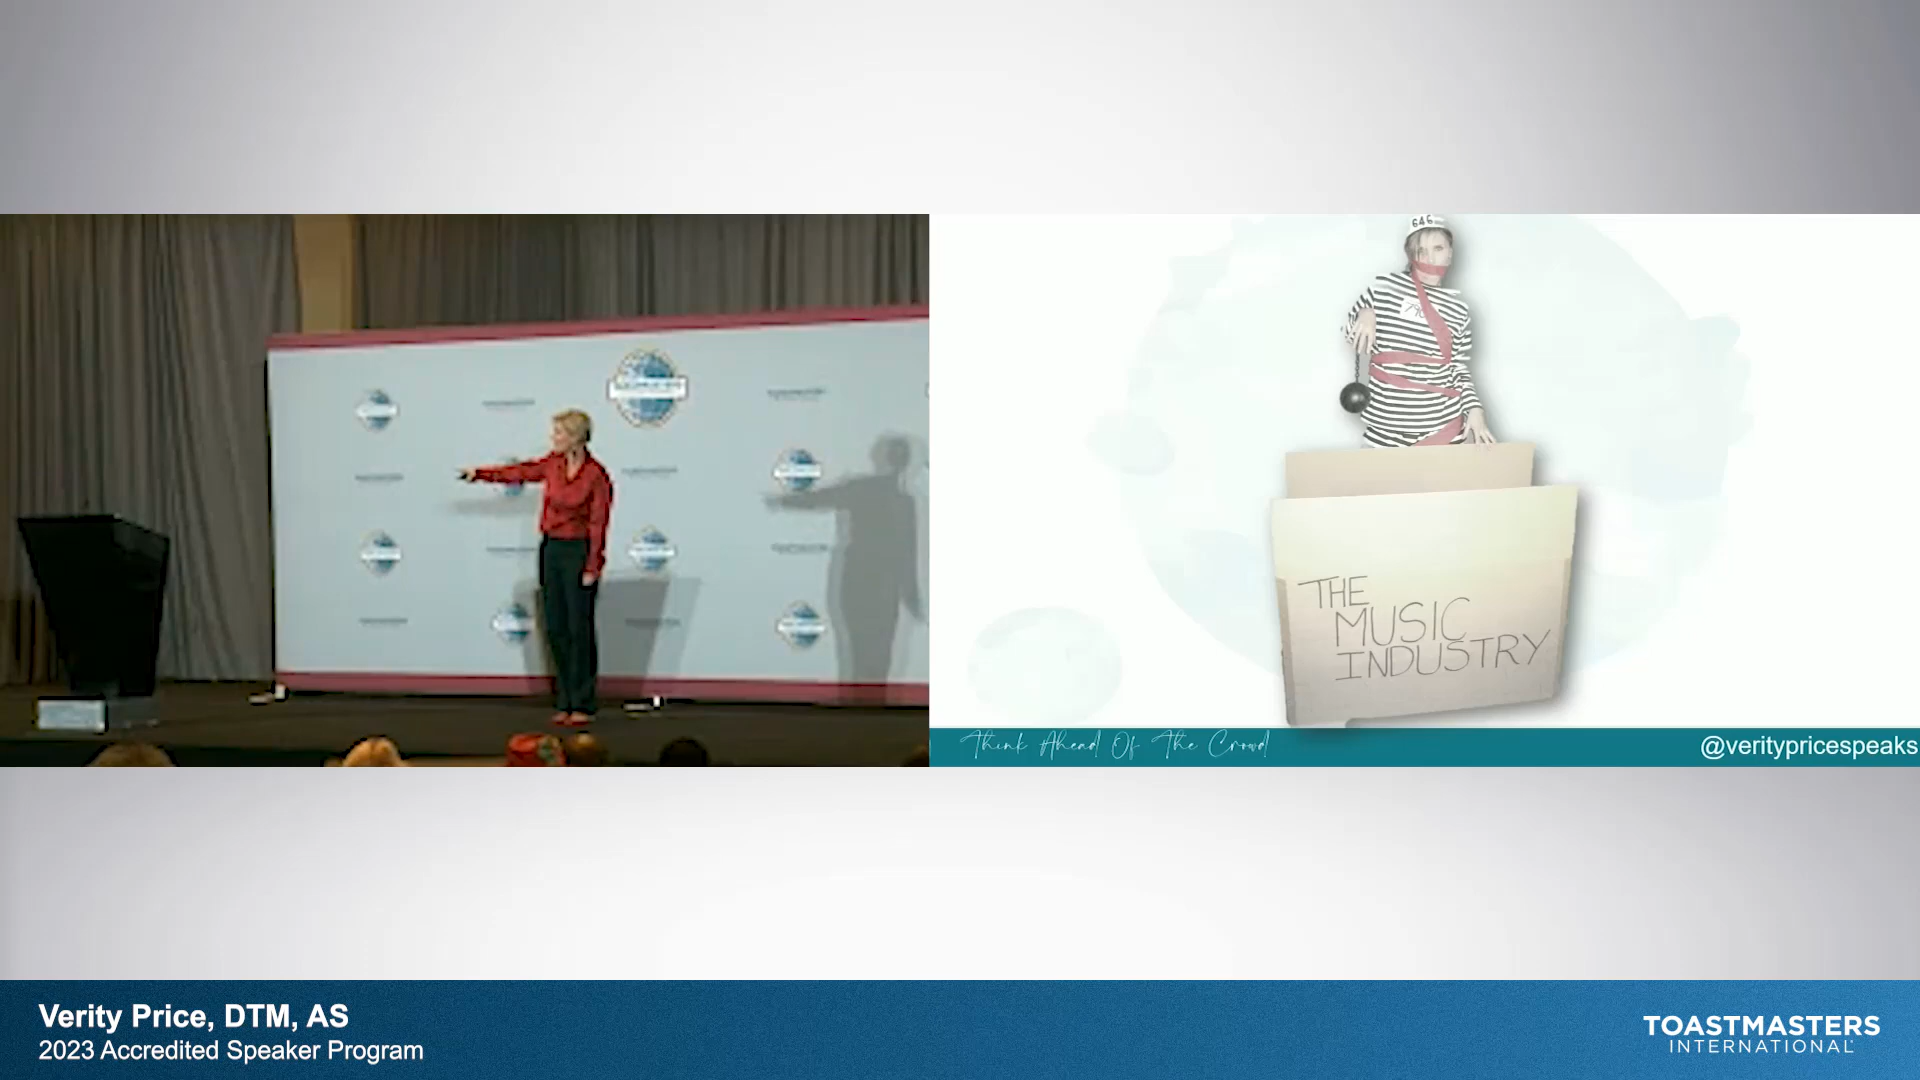 646
THE
MUSIC
INDUSTRY
Think Ahead Of The Crowd
@veritypricespeaks
Verity Price, DTM, AS
2023 Accredited Speaker Program
TOASTMASTERS
INTERNATIONAL